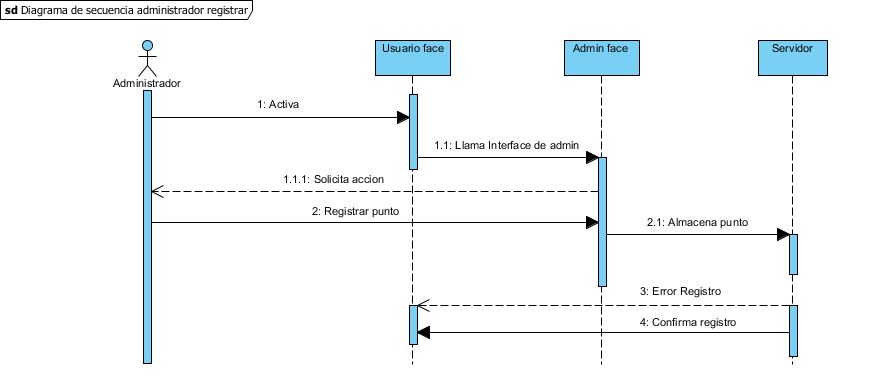 sd Diagrama de secuencia administrador registrar
Usuario face
Admin face
Servidor
Administrador
1: Activa
1.1: Llama Interface de admin
1.1.1: Solicita accion
2: Registrar punto
2.1: Almacena punto
3: Error Registro
4: Confirma registro